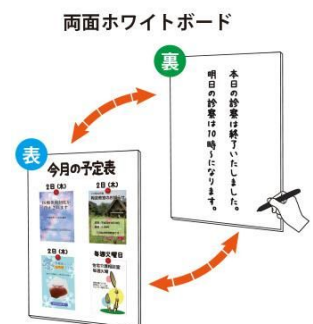 両面ホワイトボード
裏
本日の診察は終了いたしました。
明日の診察は10時~になります。
表
今月の予定表
2日(木)
2日(木)
2日(木)
毎週火曜日